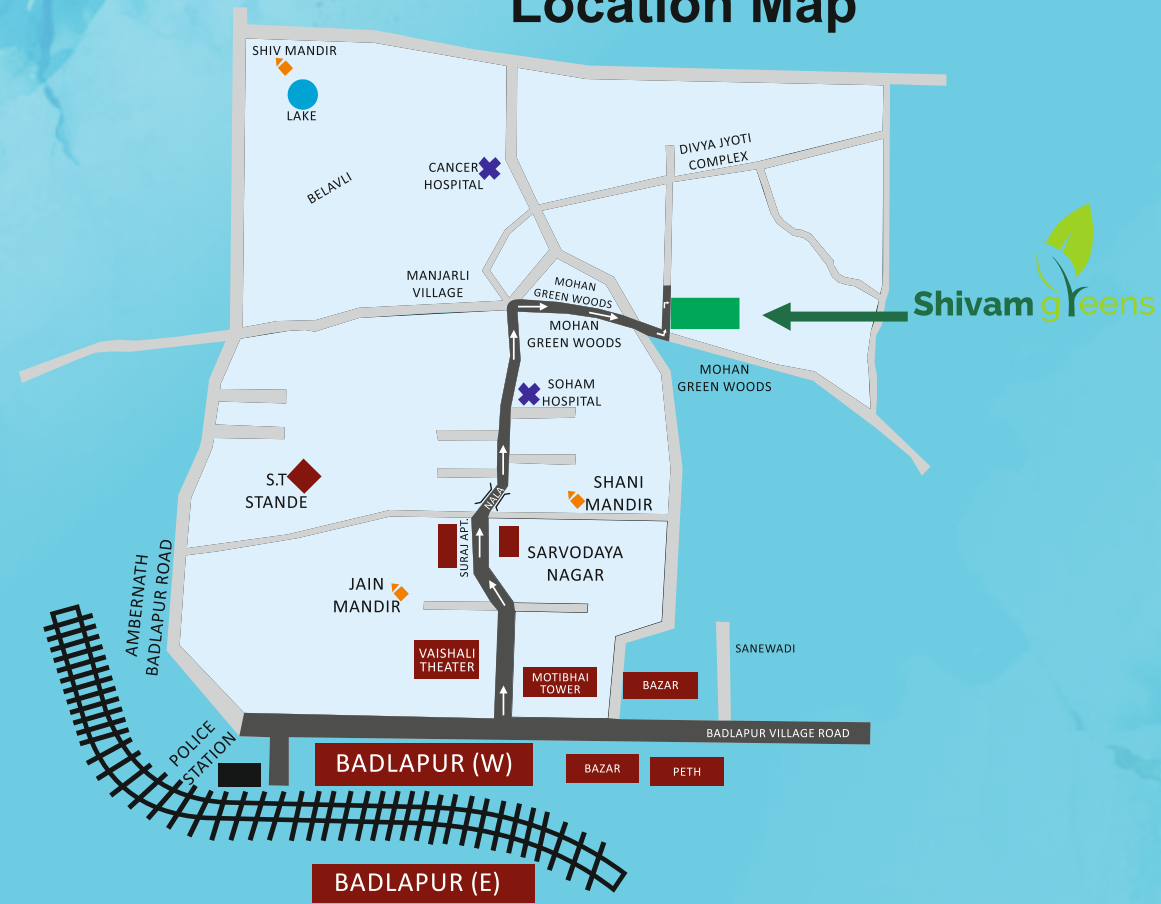 Location Map
SHIV MANDIR
LAKE
BELAVLI
CANCER
HOSPITAL
DIVYA JYOTI
COMPLEX
MANJARLI
VILLAGE
MOHAN
GREEN WOODS
MOHAN
GREEN WOODS
Shivam greens
MOHAN
GREEN WOODS
SOHAM
HOSPITAL
S.T
STANDE
SHANI
MANDIR
NALA
SURAJ APT.
SARVODAYA
NAGAR
JAIN
MANDIR
AMBERNATH
BADLAPUR ROAD
VAISHALI
THEATER
MOTIBHAI
TOWER
BAZAR
SANEWADI
BADLAPUR VILLAGE ROAD
POLICE
STATION
BADLAPUR (W)
BAZAR
PETH
BADLAPUR (E)